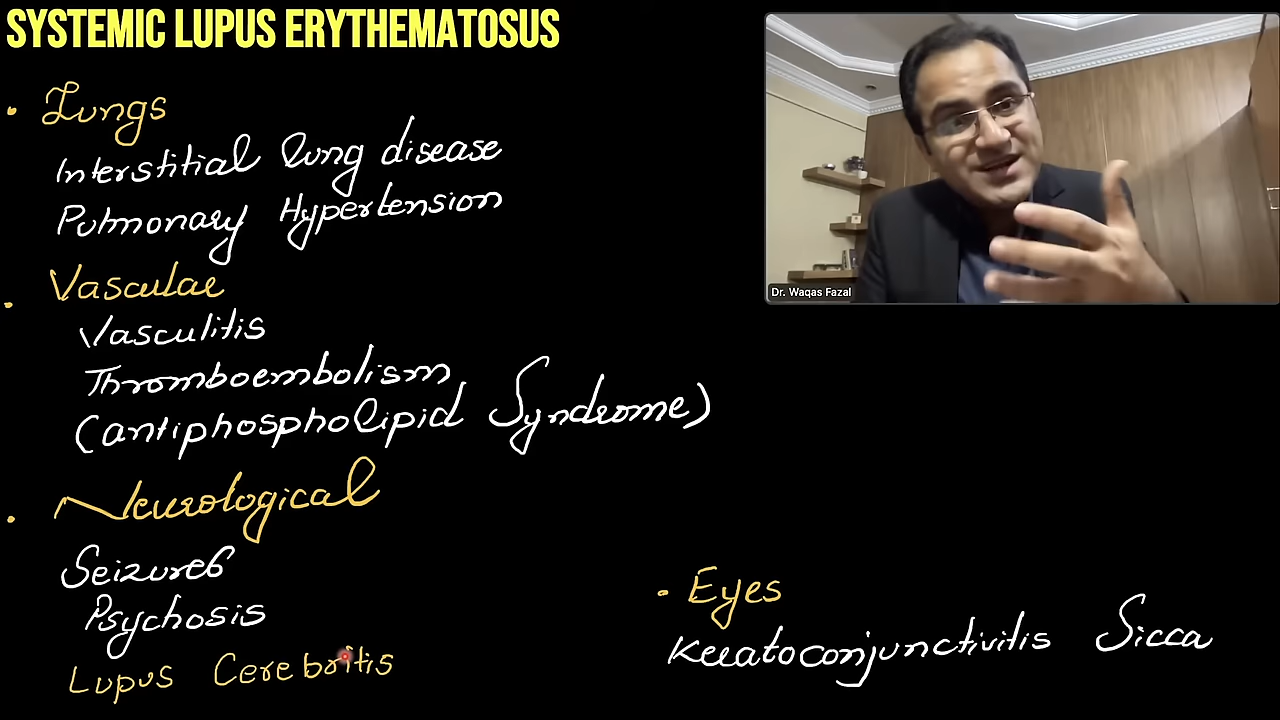 SYSTEMIC LUPUS ERYTHEMATOSUS
• Lungs
Interstitial lung disease
Pulmonary Hypertension
• Vascular
Vasculitis
Thromboembolism
(antiphospholipid Syndrome)
• Neurological
Seizures
Psychosis
Lupus Cerebritis
• Eyes
Keratoconjunctivitis Sicca
Dr. Waqas Fazal